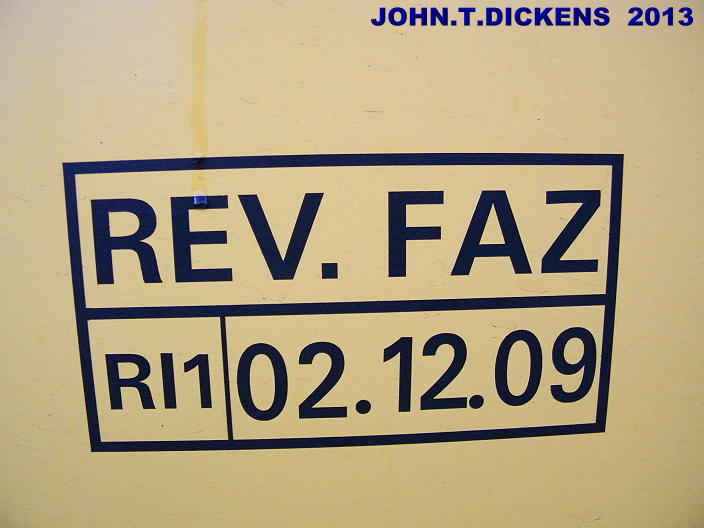 JOHN.T.DICKENS 2013
REV. FAZ
RI1 02.12.09